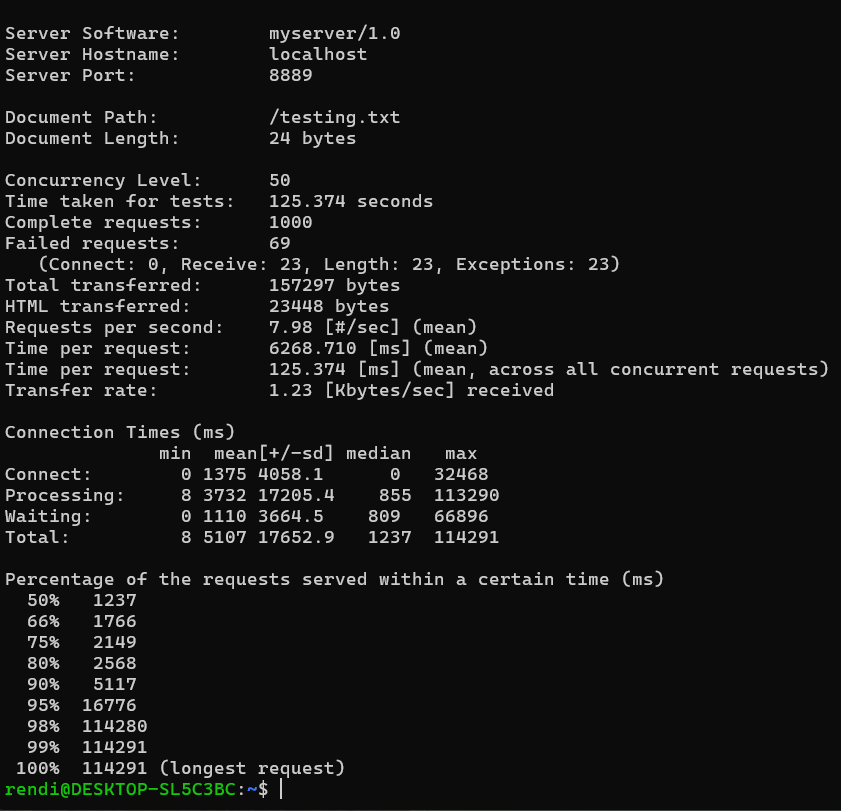 Server Software:        myserver/1.0
Server Hostname:        localhost
Server Port:            8889
Document Path:          /testing.txt
Document Length:        24 bytes
Concurrency Level:      50
Time taken for tests:   125.374 seconds
Complete requests:      1000
Failed requests:        69
   (Connect: 0, Receive: 23, Length: 23, Exceptions: 23)
Total transferred:      157297 bytes
HTML transferred:       23448 bytes
Requests per second:    7.98 [#/sec] (mean)
Time per request:       6268.710 [ms] (mean)
Time per request:       125.374 [ms] (mean, across all concurrent requests)
Transfer rate:          1.23 [Kbytes/sec] received
Connection Times (ms)
              min  mean[+/-sd] median   max
Connect:        0 1375 4058.1      0   32468
Processing:     8 3732 17205.4    855  113290
Waiting:        0 1110 3664.5    809   66896
Total:          8 5107 17652.9   1237  114291
Percentage of the requests served within a certain time (ms)
  50%   1237
  66%   1766
  75%   2149
  80%   2568
  90%   5117
  95%  16776
  98%  114280
  99%  114291
 100%  114291 (longest request)
rendi@DESKTOP-SL5C3BC:~$